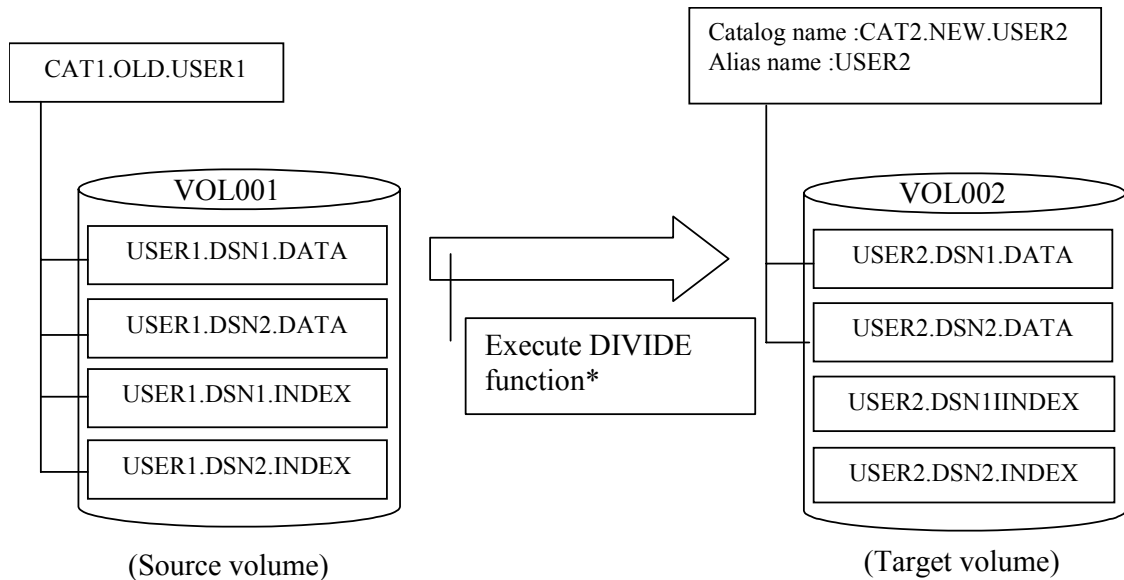 CAT1.OLD.USER1
VOL001
USER1.DSN1.DATA
USER1.DSN2.DATA
USER1.DSN1.INDEX
USER1.DSN2.INDEX
(Source volume)
Execute DIVIDE
function*
Catalog name :CAT2.NEW.USER2
Alias name :USER2
VOL002
USER2.DSN1.DATA
USER2.DSN2.DATA
USER2.DSN1IINDEX
USER2.DSN2.INDEX
(Target volume)